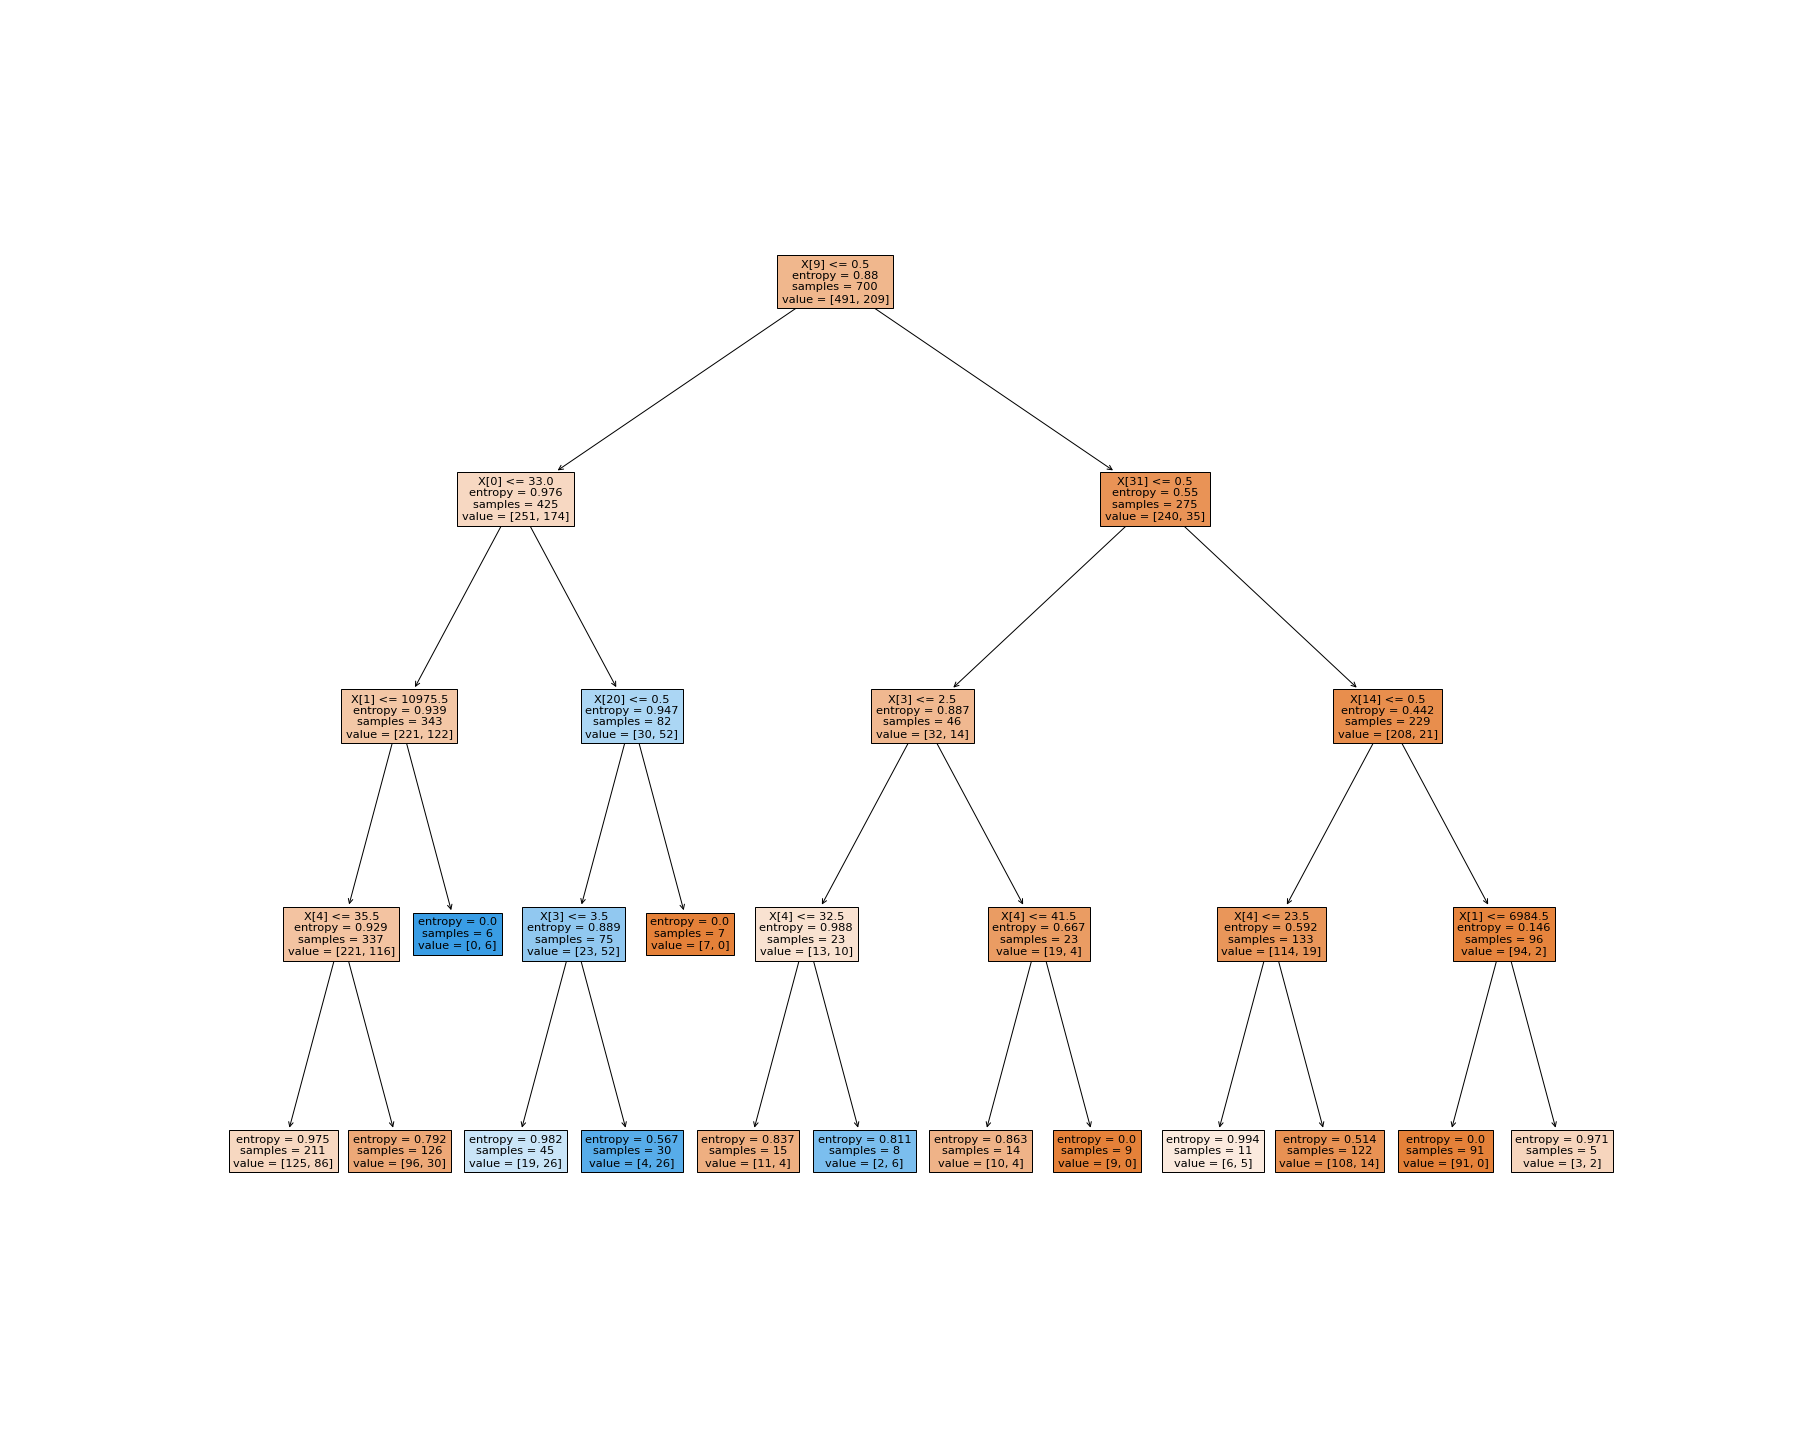 X[9] <= 0.5
entropy = 0.88
samples = 700
value = [491, 209]
X[0] <= 33.0
entropy = 0.976
samples = 425
value = [251, 174]
X[31] <= 0.5
entropy = 0.55
samples = 275
value = [240, 35]
X[1] <= 10975.5
entropy = 0.939
samples = 343
value = [221, 122]
X[20] <= 0.5
entropy = 0.947
samples = 82
value = [30, 52]
X[3] <= 2.5
entropy = 0.887
samples = 46
value = [32, 14]
X[14] <= 0.5
entropy = 0.442
samples = 229
value = [208, 21]
X[4] <= 35.5
entropy = 0.929
samples = 337
value = [221, 116]
entropy = 0.0
samples = 6
value = [0, 6]
X[3] <= 3.5
entropy = 0.889
samples = 75
value = [23, 52]
entropy = 0.0
samples = 7
value = [7, 0]
X[4] <= 32.5
entropy = 0.988
samples = 23
value = [13, 10]
X[4] <= 41.5
entropy = 0.667
samples = 23
value = [19, 4]
X[4] <= 23.5
entropy = 0.592
samples = 133
value = [114, 19]
X[1] <= 6984.5
entropy = 0.146
samples = 96
value = [94, 2]
entropy = 0.975
samples = 211
value = [125, 86]
entropy = 0.792
samples = 126
value = [96, 30]
entropy = 0.982
samples = 45
value = [19, 26]
entropy = 0.567
samples = 30
value = [4, 26]
entropy = 0.837
samples = 15
value = [11, 4]
entropy = 0.811
samples = 8
value = [2, 6]
entropy = 0.863
samples = 14
value = [10, 4]
entropy = 0.0
samples = 9
value = [9, 0]
entropy = 0.994
samples = 11
value = [6, 5]
entropy = 0.514
samples = 122
value = [108, 14]
entropy = 0.0
samples = 91
value = [91, 0]
entropy = 0.971
samples = 5
value = [3, 2]